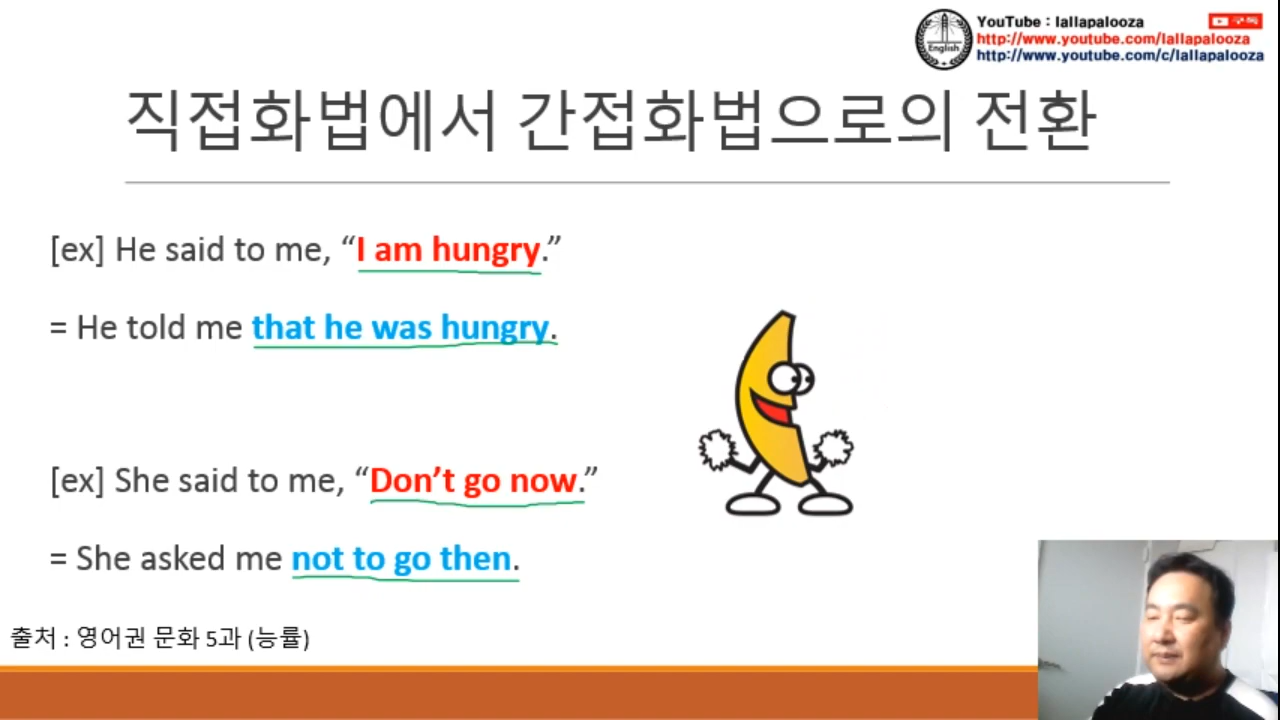 YouTube : lallapalooza
구독
http://www.youtube.com/lallapalooza
http://www.youtube.com/c/lallapalooza
English
직접화법에서 간접화법으로의 전환
[ex] He said to me, “I am hungry.”
= He told me that he was hungry.
[ex] She said to me, “Don’t go now.”
= She asked me not to go then.
출처 : 영어권 문화 5과 (능률)